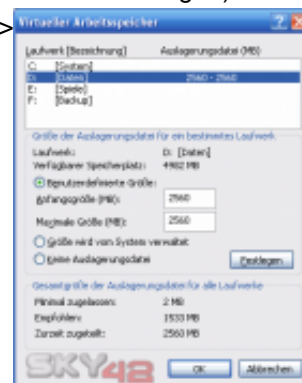 >
Virtueller Arbeitsspeicher
Laufwerk [Bezeichnung] Auslagerungsdatei (MB)
C: [System]
D: [Daten] 2560 - 2560
E: [Spiele]
F: [Backup]
Größe der Auslagerungsdatei für ein bestimmtes Laufwerk
Laufwerk: D: [Daten]
Verfügbarer Speicherplatz: 4982 MB
Benutzerdefinierte Größe:
Anfangsgröße (MB): 2560
Maximale Größe (MB): 2560
Größe wird vom System verwaltet
Keine Auslagerungsdatei Festlegen
Gesamtgröße der Auslagerungsdatei für alle Laufwerke
Minimal zugelassen: 2 MB
Empfohlen: 1533 MB
Zurzeit zugeteilt: 2560 MB
SKY48 OK Abbrechen